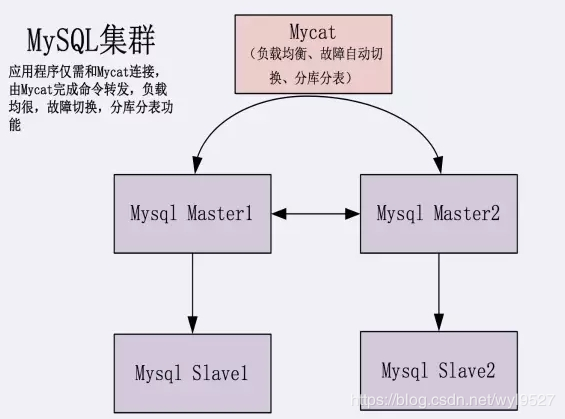 MySQL集群
应用程序仅需和Mycat连接,
由Mycat完成命令转发，负载
均很，故障切换，分库分表功
能
Mycat
（负载均衡、故障自动切
换、分库分表）
Mysql Master1
Mysql Master2
Mysql Slave1
Mysql Slave2
https://blog.csdn.net/wyl9527